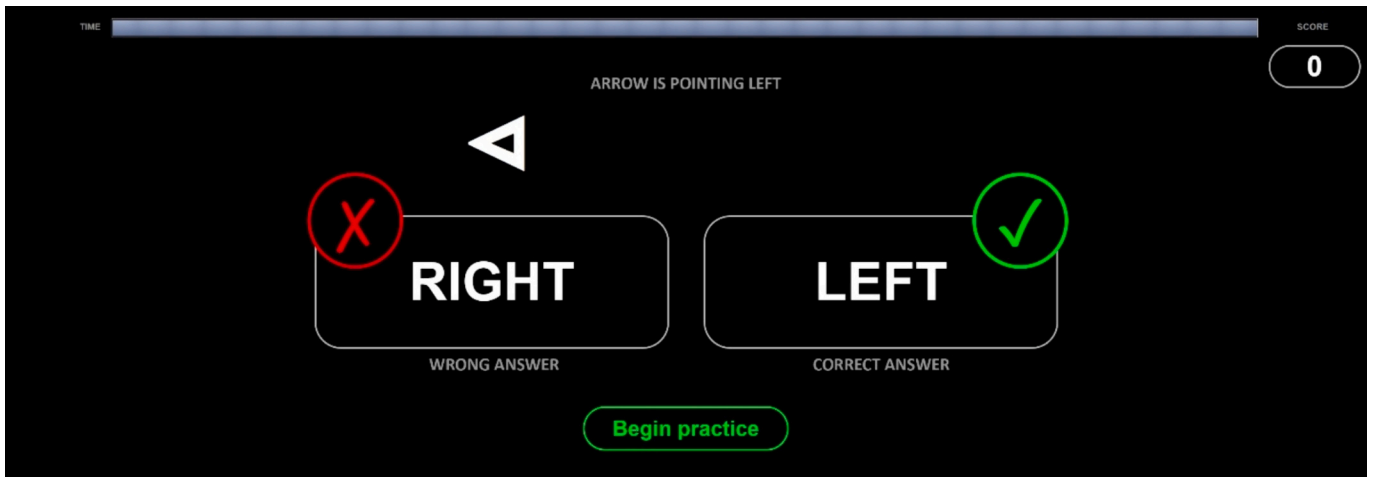 TIME
SCORE
0
ARROW IS POINTING LEFT
RIGHT
LEFT
WRONG ANSWER
CORRECT ANSWER
Begin practice